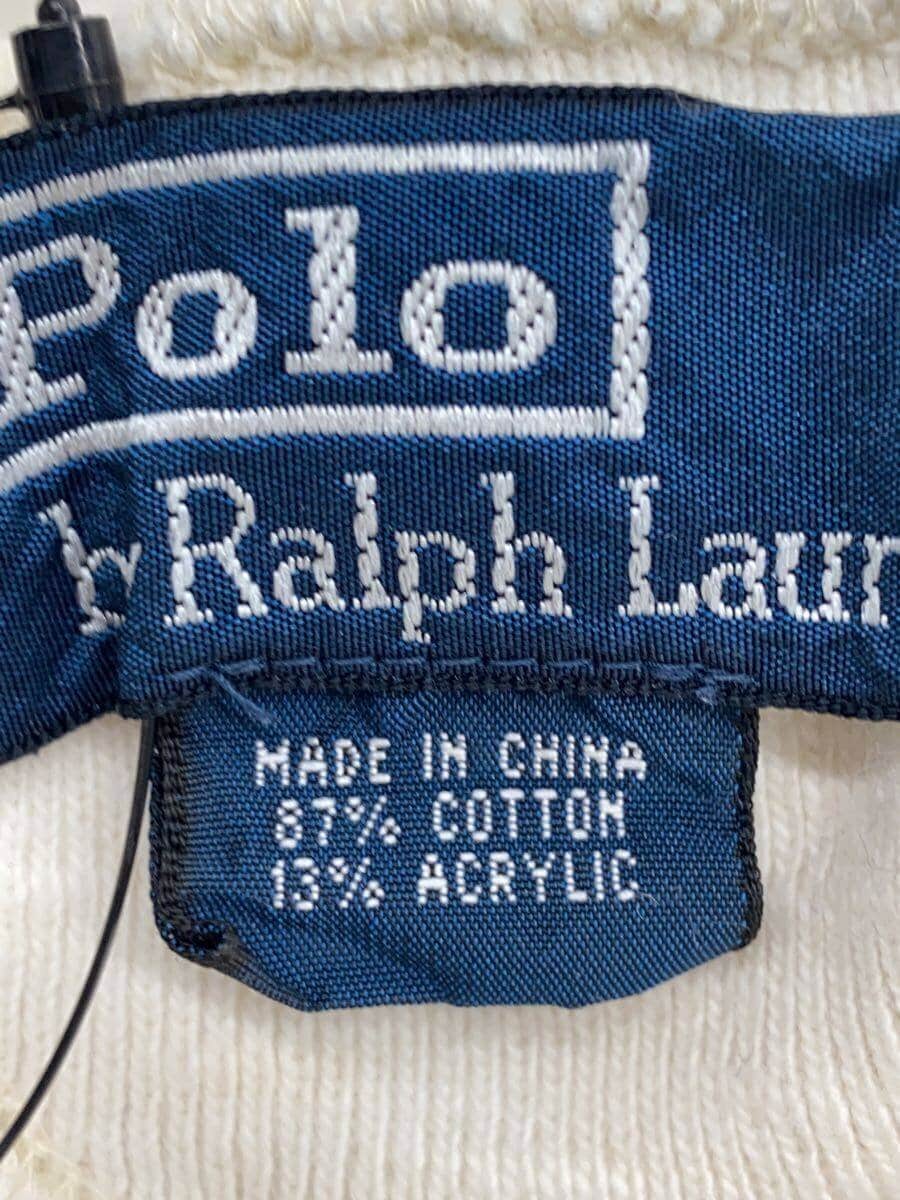 Polo
by Ralph Laur
MADE IN CHINA
87% COTTON
13% ACRYLIC